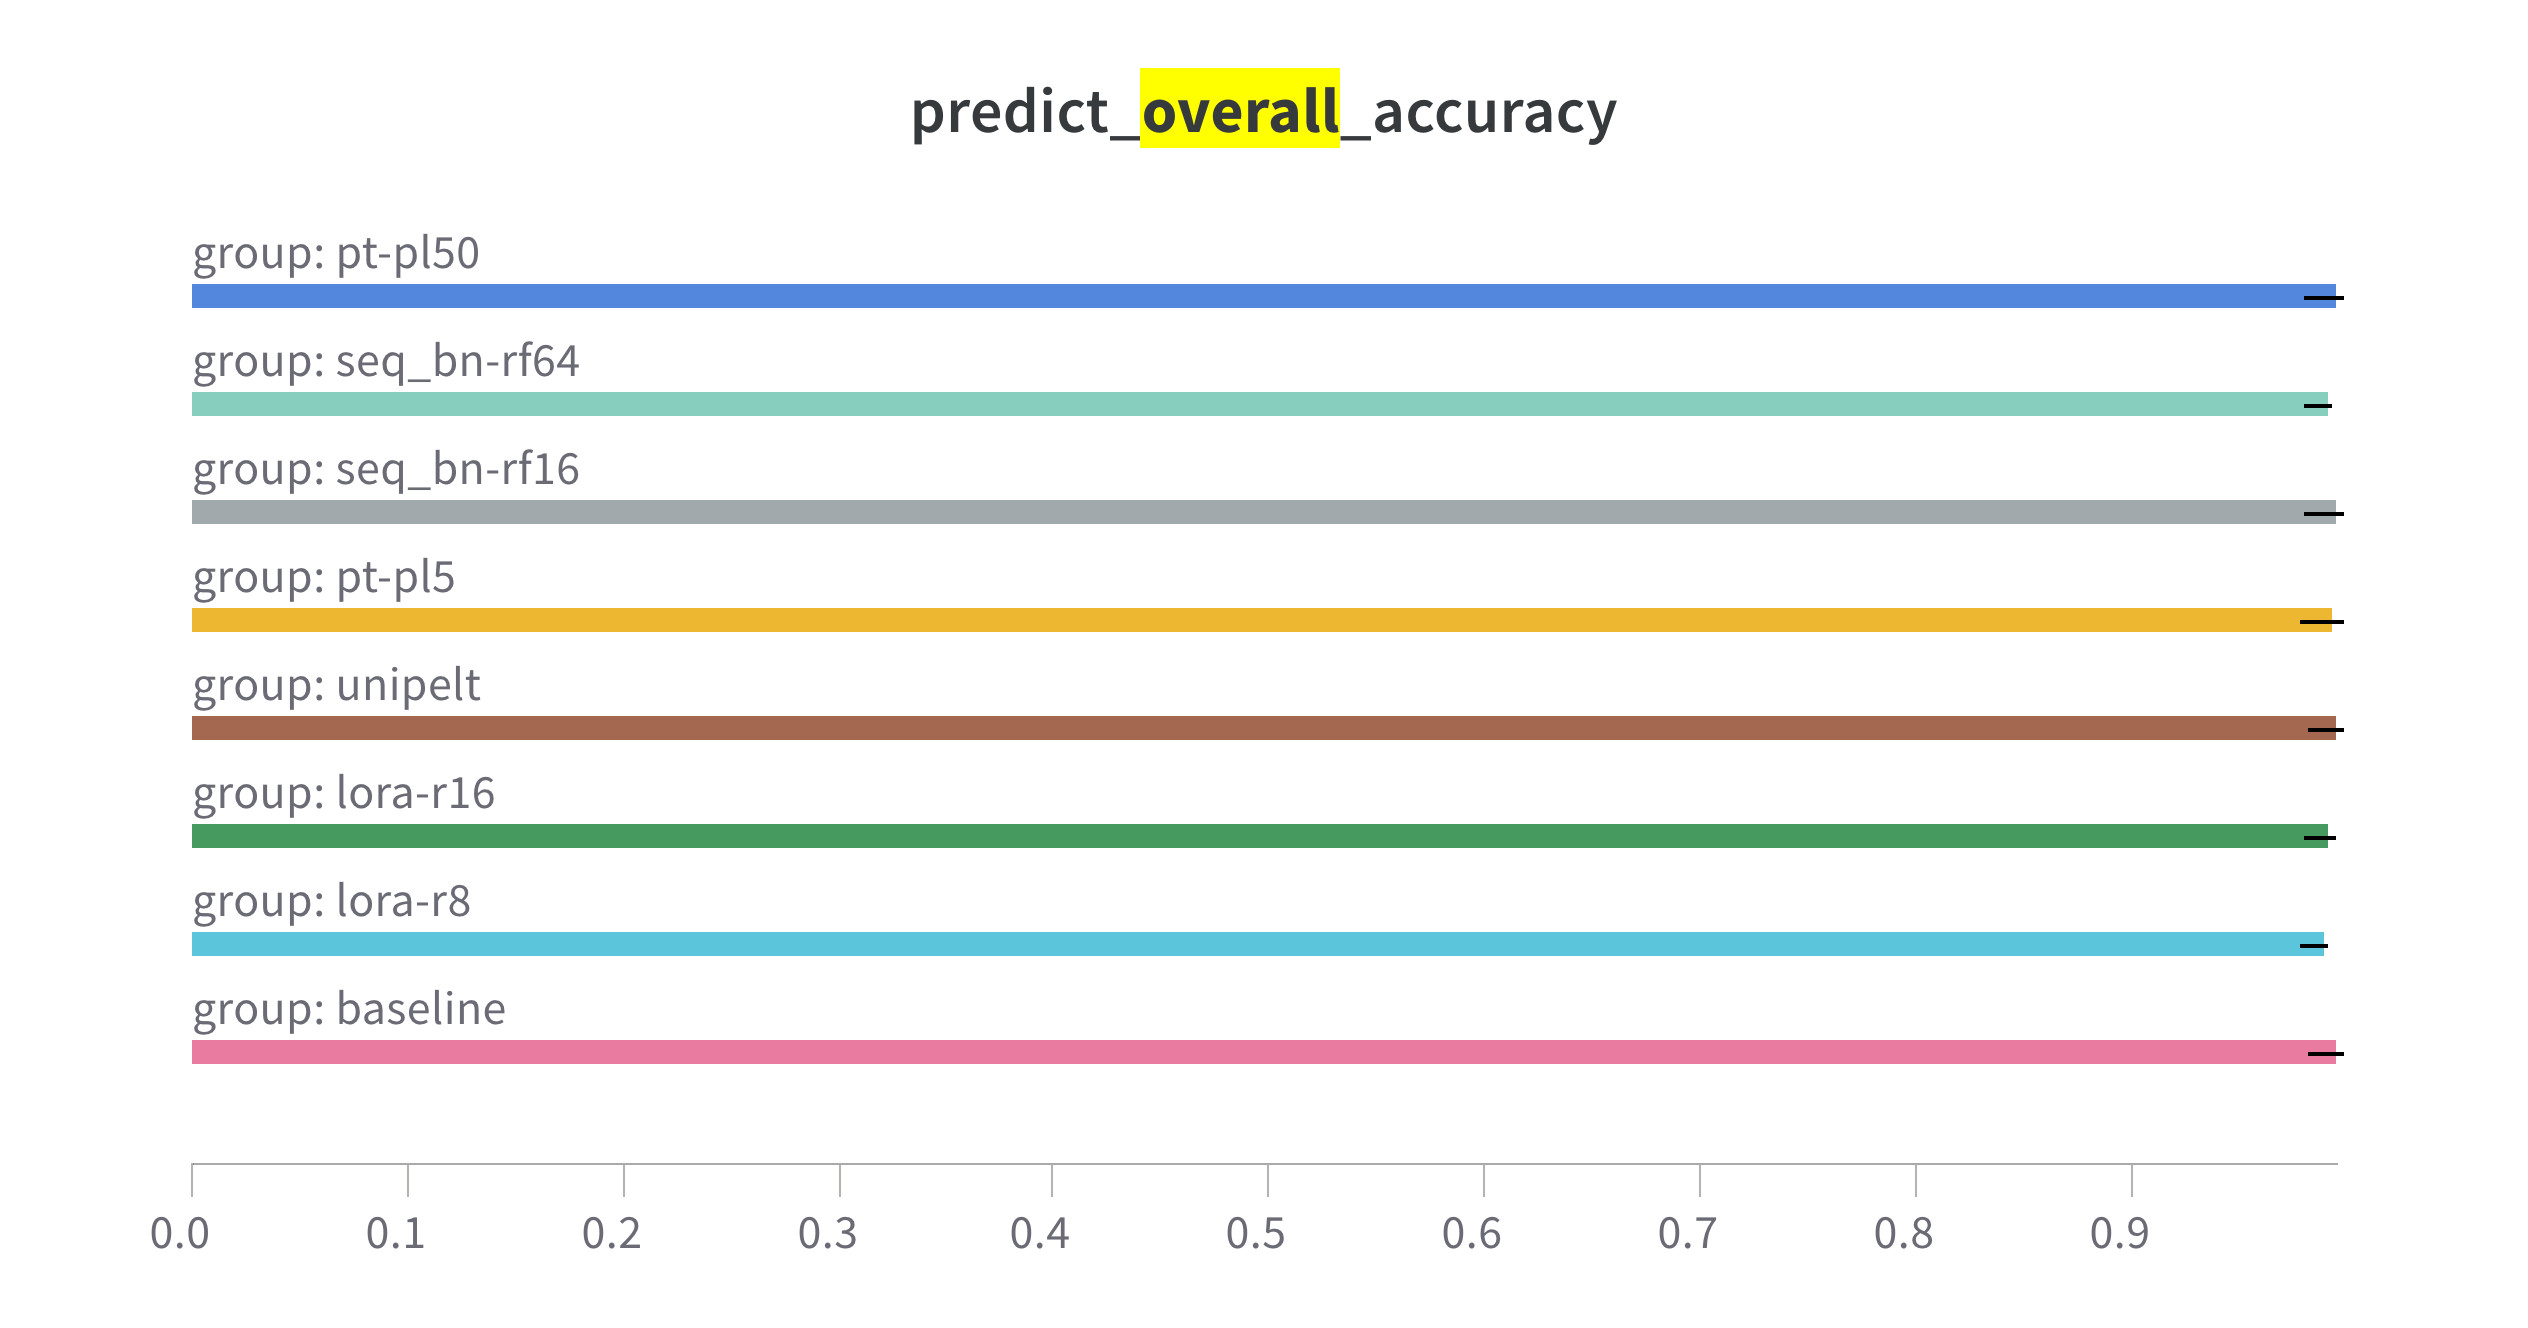 predict_overall_accuracy
group: pt-pl50
group: seq_bn-rf64
group: seq_bn-rf16
group: pt-pl5
group: unipelt
group: lora-r16
group: lora-r8
group: baseline
0.0 0.1 0.2 0.3 0.4 0.5 0.6 0.7 0.8 0.9